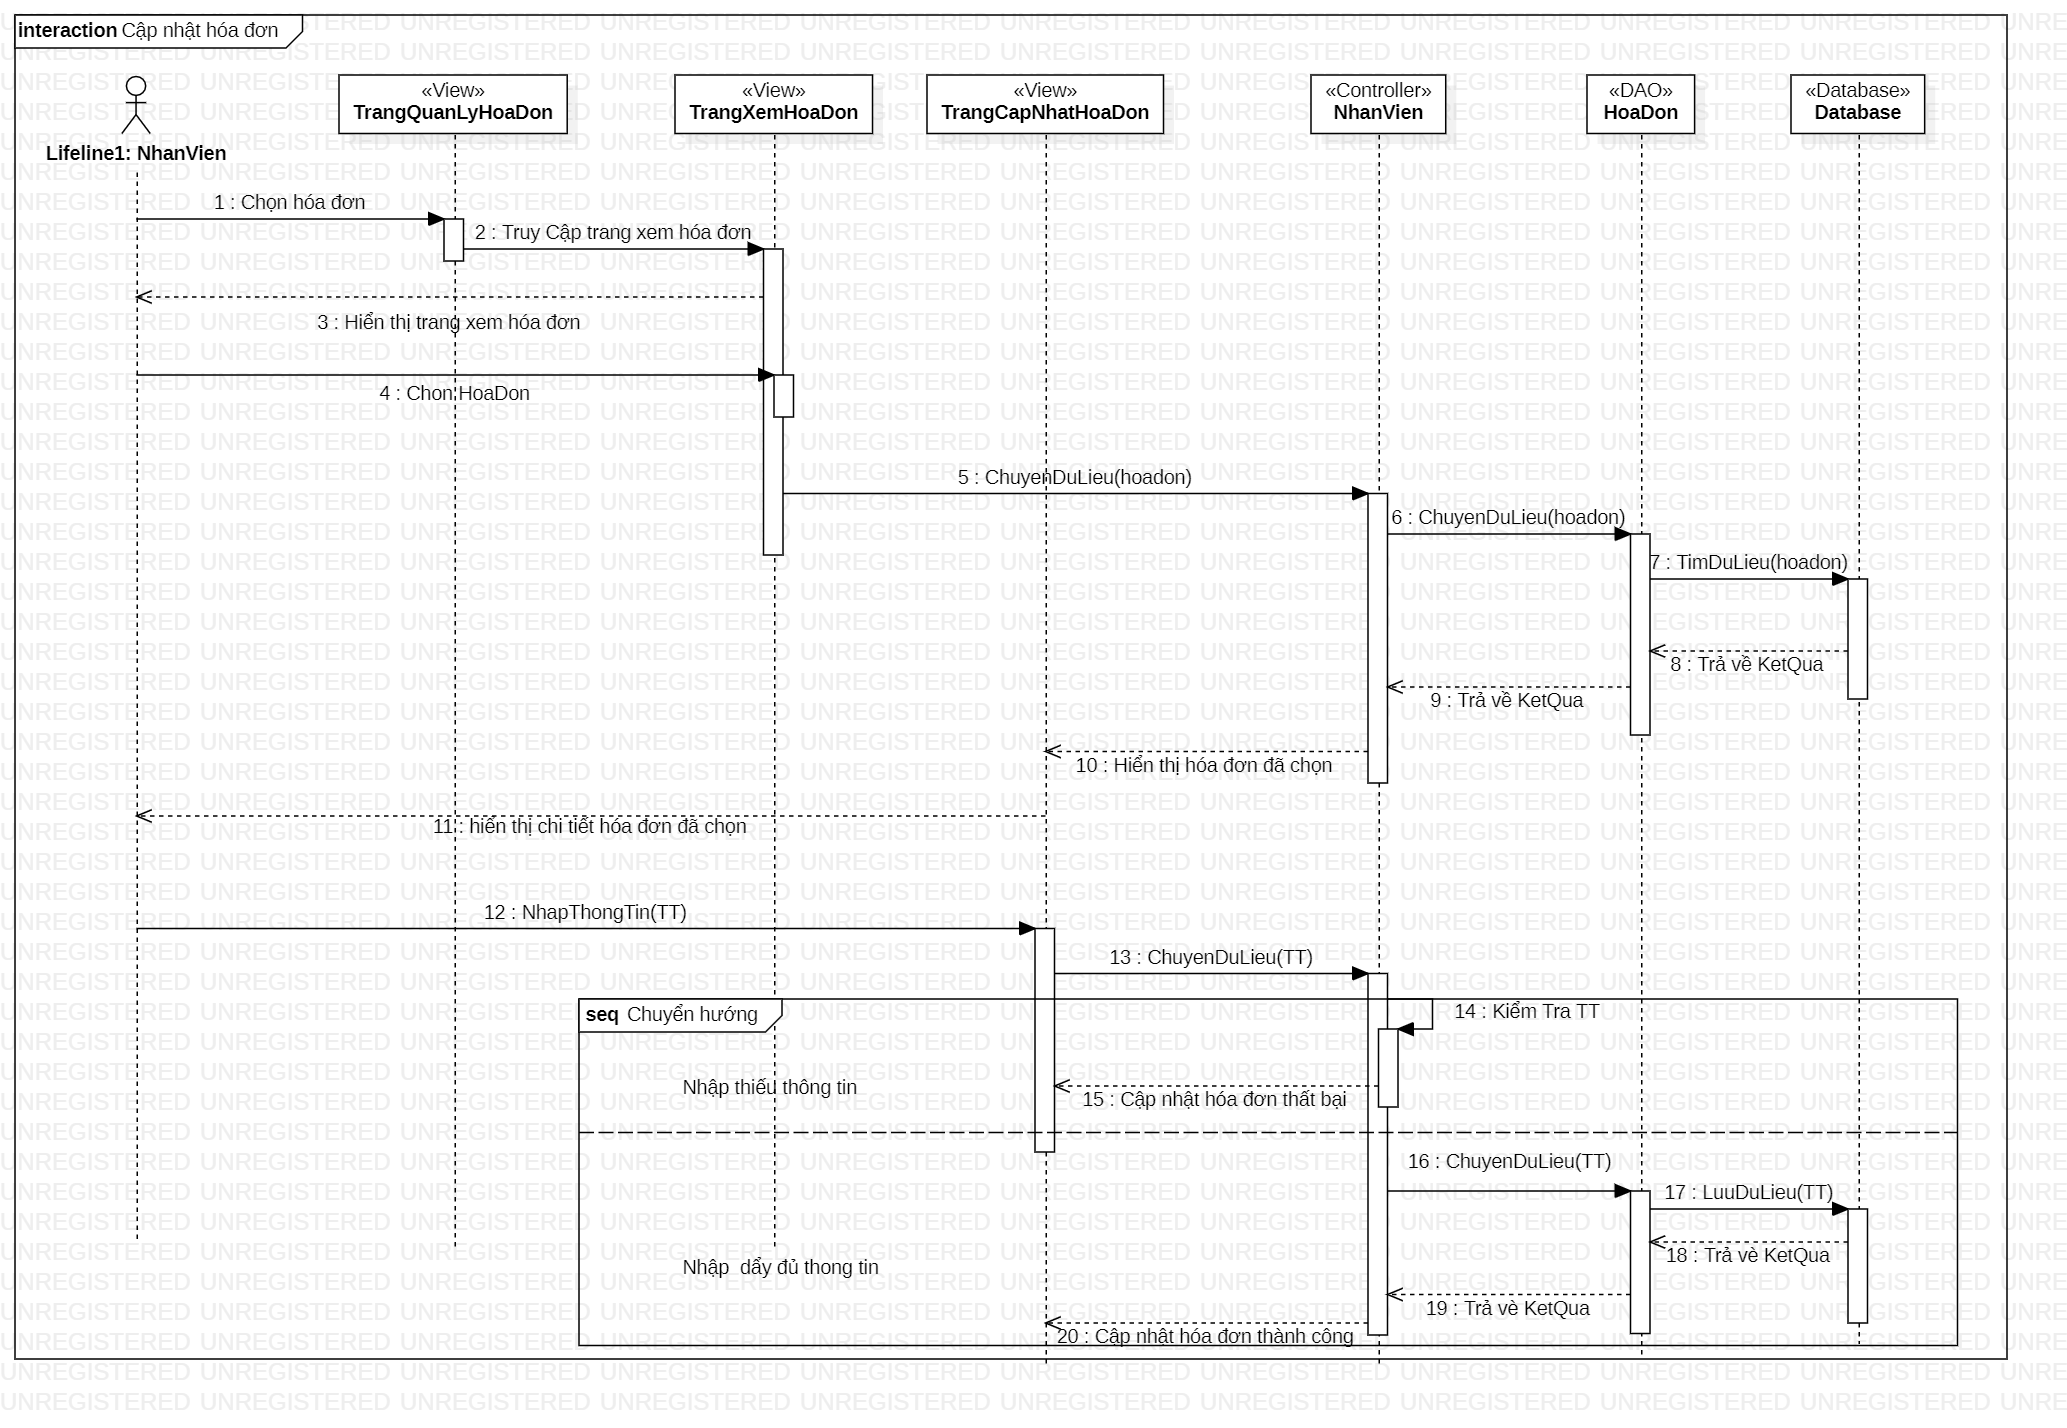 interaction Cập nhật hóa đơn
«View»
TrangQuanLyHoaDon
«View»
TrangXemHoaDon
«View»
TrangCapNhatHoaDon
«Controller»
NhanVien
«DAO»
HoaDon
«Database»
Database
Lifeline1: NhanVien
1 : Chọn hóa đơn
2 : Truy Cập trang xem hóa đơn
3 : Hiển thị trang xem hóa đơn
4 : Chon HoaDon
5 : ChuyenDuLieu(hoadon)
6 : ChuyenDuLieu(hoadon)
7 : TimDuLieu(hoadon)
8 : Trả về KetQua
9 : Trả về KetQua
10 : Hiển thị hóa đơn đã chọn
11 : hiển thị chi tiết hóa đơn đã chọn
12 : NhapThongTin(TT)
13 : ChuyenDuLieu(TT)
seq Chuyển hướng
14 : Kiểm Tra TT
Nhập thiếu thông tin
15 : Cập nhật hóa đơn thất bại
16 : ChuyenDuLieu(TT)
17 : LuuDuLieu(TT)
18 : Trả vè KetQua
Nhập dẩy đủ thong tin
19 : Trả vè KetQua
20 : Cập nhật hóa đơn thành công
UNREGISTERED